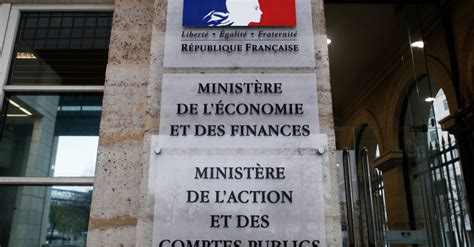 Liberté • Égalité • Fraternité
RÉPUBLIQUE FRANÇAISE
MINISTÈRE
DE L'ÉCONOMIE
ET DES FINANCES
MINISTÈRE
DE L'ACTION
ET DES
COMPTES PUBLICS